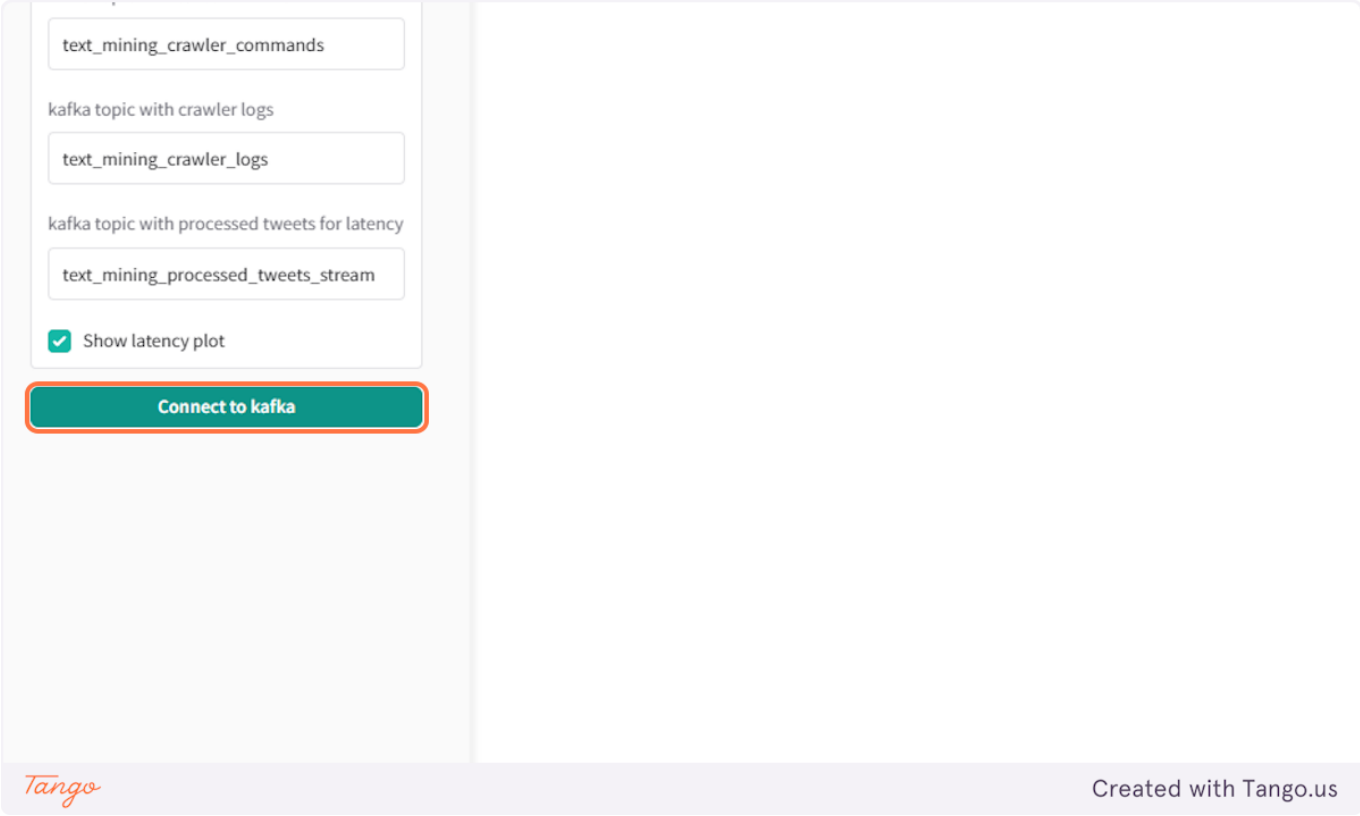 text_mining_crawler_commands
kafka topic with crawler logs
text_mining_crawler_logs
kafka topic with processed tweets for latency
text_mining_processed_tweets_stream
Show latency plot
Connect to kafka
Tango
Created with Tango.us